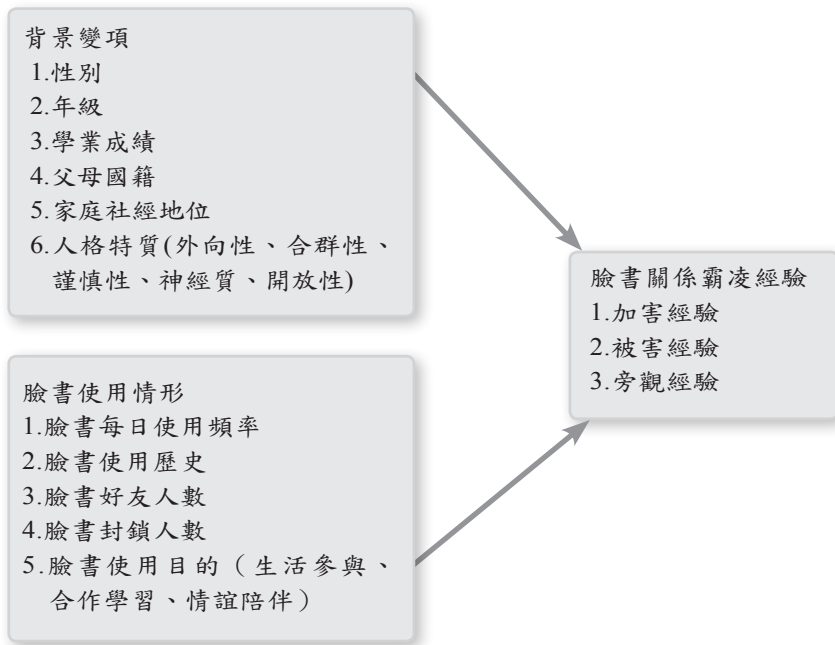 背景變項
1.性別
2.年級
3.學業成績
4.父母國籍
5.家庭社經地位
6.人格特質(外向性、合群性、
謹慎性、神經質、開放性)
臉書關係霸凌經驗
1.加害經驗
2.被害經驗
3.旁觀經驗
臉書使用情形
1.臉書每日使用頻率
2.臉書使用歷史
3.臉書好友人數
4.臉書封鎖人數
5.臉書使用目的（生活參與、
合作學習、情誼陪伴）